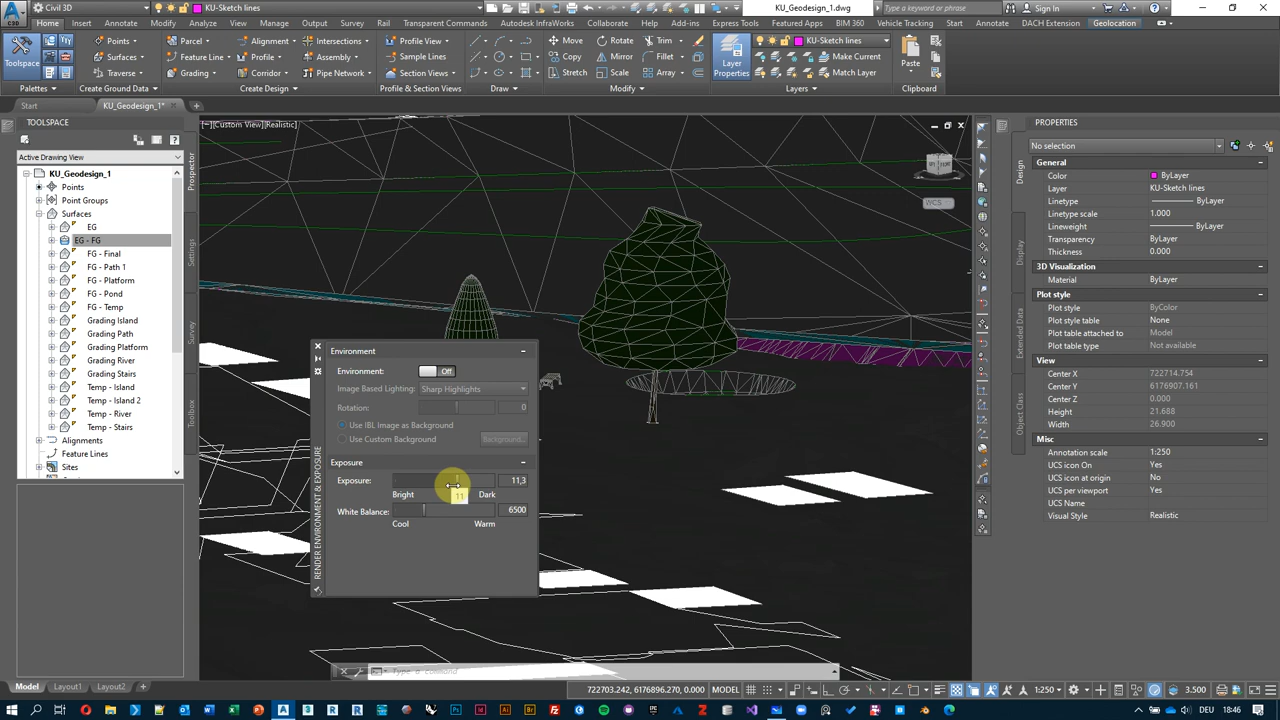 Civil 3D
KU-Sketch lines
KU_Geodesign_1.dwg
Type a keyword or phrase
Sign In
Home Insert Annotate Modify Analyze View Manage Output Survey Rail Transparent Commands Autodesk InfraWorks Collaborate Help Add-ins Express Tools Featured Apps BIM 360 Vehicle Tracking Start Annotate DACH Extension Geolocation
Toolspace
Points
Surfaces
Traverse
Parcel
Feature Line
Grading
Alignment
Profile
Corridor
Intersections
Assembly
Pipe Network
Profile View
Sample Lines
Section Views
Move Rotate Trim
Copy Mirror Fillet
Stretch Scale Array
Layer
Properties
KU-Sketch lines
Make Current
Match Layer
Paste
Palettes Create Ground Data Create Design Profile & Section Views Draw Modify Layers Clipboard
Start KU_Geodesign_1*
TOOLSPACE
Active Drawing View
KU_Geodesign_1
Points
Point Groups
Surfaces
EG
EG - FG
FG - Final
FG - Path 1
FG - Platform
FG - Pond
FG - Temp
Grading Island
Grading Path
Grading Platform
Grading River
Grading Stairs
Temp - Island
Temp - Island 2
Temp - River
Temp - Stairs
Alignments
Feature Lines
Sites
Prospector
Settings
Survey
Toolbox
[−][Custom View][Realistic]
WCS
RENDER ENVIRONMENT & EXPOSURE
Environment
Environment: Off
Image Based Lighting: Sharp Highlights
Rotation: 0
Use IBL Image as Background
Use Custom Background Background...
Exposure
Exposure: 11,3
Bright 11 Dark
White Balance: 6500
Cool Warm
Type a command
PROPERTIES
No selection
Design
Display
Extended Data
Object Class
General
Color ByLayer
Layer KU-Sketch lines
Linetype ByLayer
Linetype scale 1.000
Lineweight ByLayer
Transparency ByLayer
Thickness 0.000
3D Visualization
Material ByLayer
Plot style
Plot style ByColor
Plot style table None
Plot table attached to Model
Plot table type Not available
View
Center X 722714.754
Center Y 6176907.161
Center Z 0.000
Height 21.688
Width 26.900
Misc
Annotation scale 1:250
UCS icon On Yes
UCS icon at origin No
UCS per viewport Yes
UCS Name
Visual Style Realistic
Model Layout1 Layout2
722703.242, 6176896.270, 0.000 MODEL
1:250
3.500
DEU 18:46